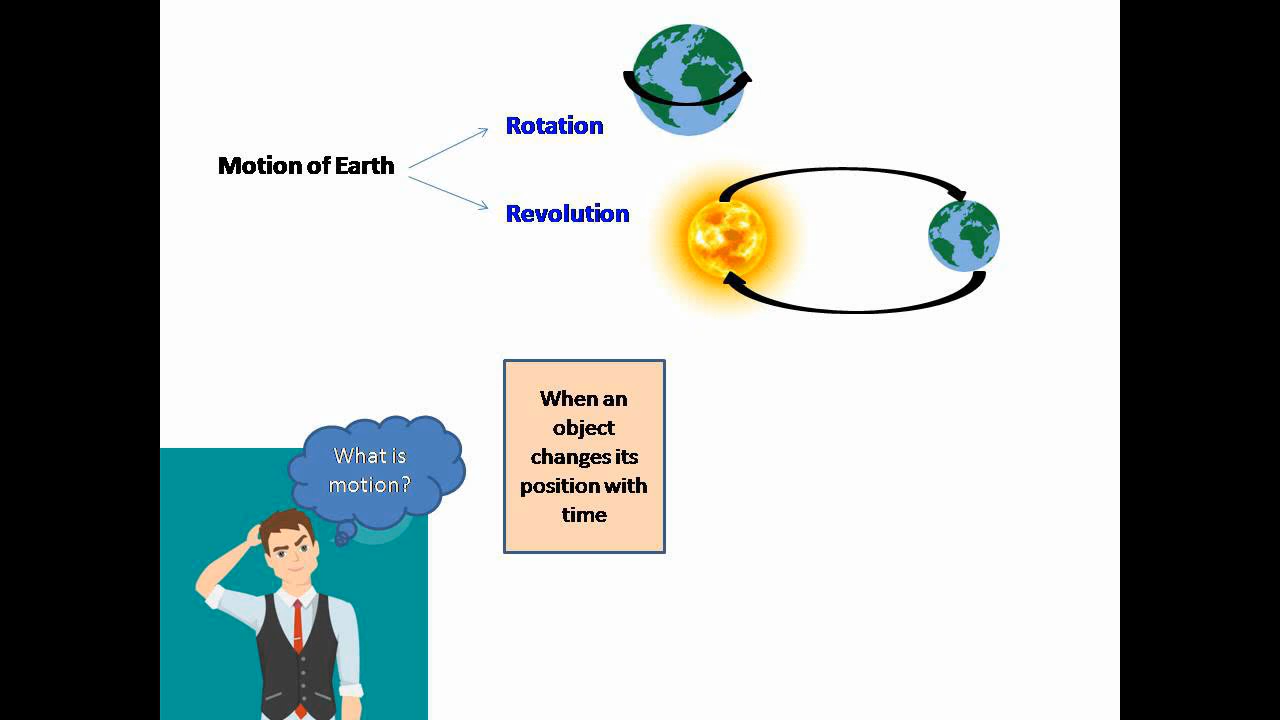 Motion of Earth
Rotation
Revolution
When an
object
changes its
position with
time
What is
motion?